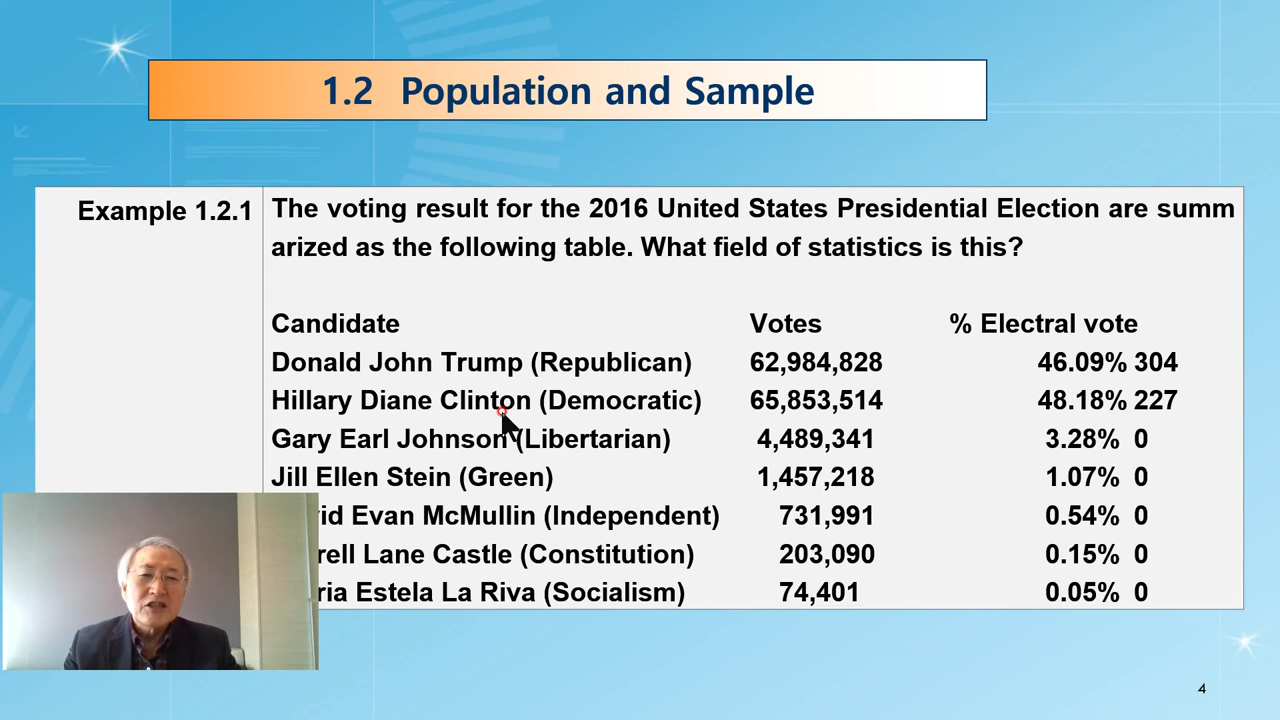 1.2 Population and Sample
Example 1.2.1
The voting result for the 2016 United States Presidential Election are summ
arized as the following table. What field of statistics is this?
Candidate Votes % Electral vote
Donald John Trump (Republican) 62,984,828 46.09% 304
Hillary Diane Clinton (Democratic) 65,853,514 48.18% 227
Gary Earl Johnson (Libertarian) 4,489,341 3.28% 0
Jill Ellen Stein (Green) 1,457,218 1.07% 0
Evan McMullin (Independent) 731,991 0.54% 0
Lane Castle (Constitution) 203,090 0.15% 0
Estela La Riva (Socialism) 74,401 0.05% 0
4